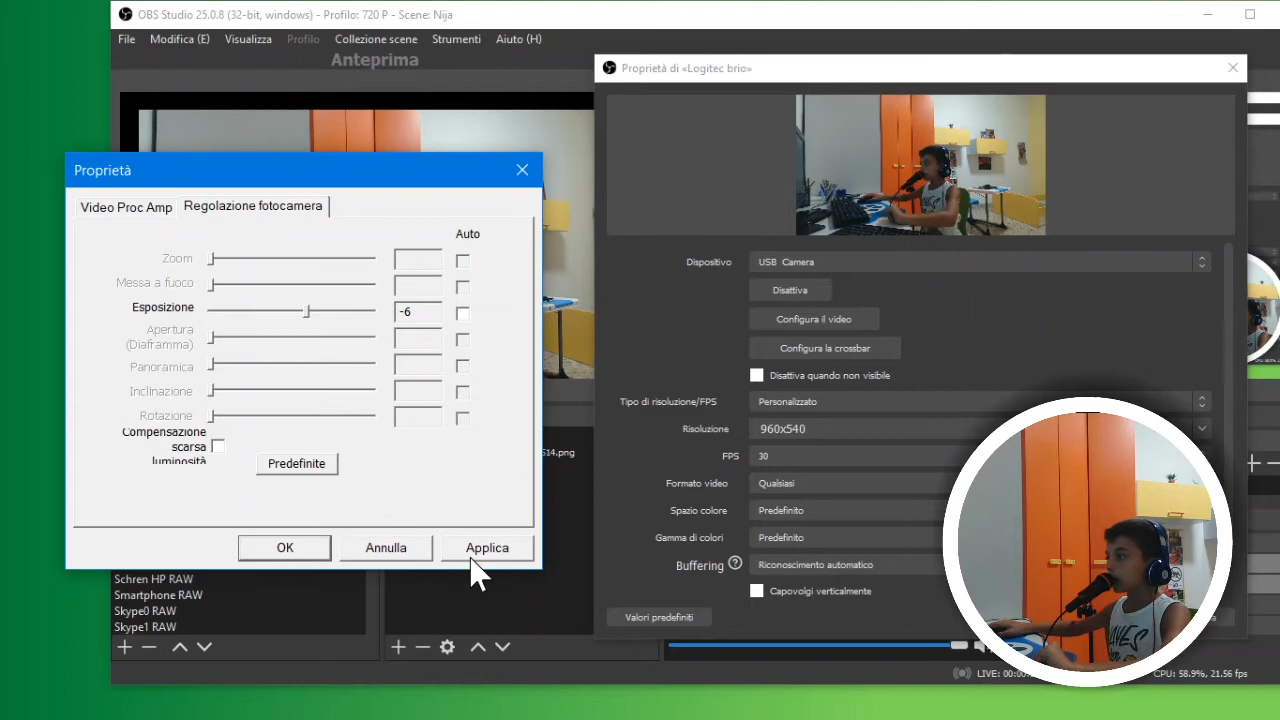 OBS Studio 25.0.8 (32-bit, windows) - Profilo: 720 P - Scene: Nija
File Modifica (E) Visualizza Profilo Collezione scene Strumenti Aiuto (H)
Anteprima
Proprietà di «Logitec brio»
Proprietà
Video Proc Amp Regolazione fotocamera
Auto
Zoom
Messa a fuoco
Esposizione -6
Apertura
(Diaframma)
Panoramica
Inclinazione
Rotazione
Compensazione
scarsa
luminosità
Predefinite
OK Annulla Applica
Dispositivo USB Camera
Disattiva
Configura il video
Configura la crossbar
Disattiva quando non visibile
Tipo di risoluzione/FPS Personalizzato
Risoluzione 960x540
FPS 30
Formato video Qualsiasi
Spazio colore Predefinito
Gamma di colori Predefinito
Buffering ? Riconoscimento automatico
Capovolgi verticalmente
Valori predefiniti
514.png
Schren HP RAW
Smartphone RAW
Skype0 RAW
Skype1 RAW
LIVE: 00:00
CPU: 58.9%, 21.56 fps